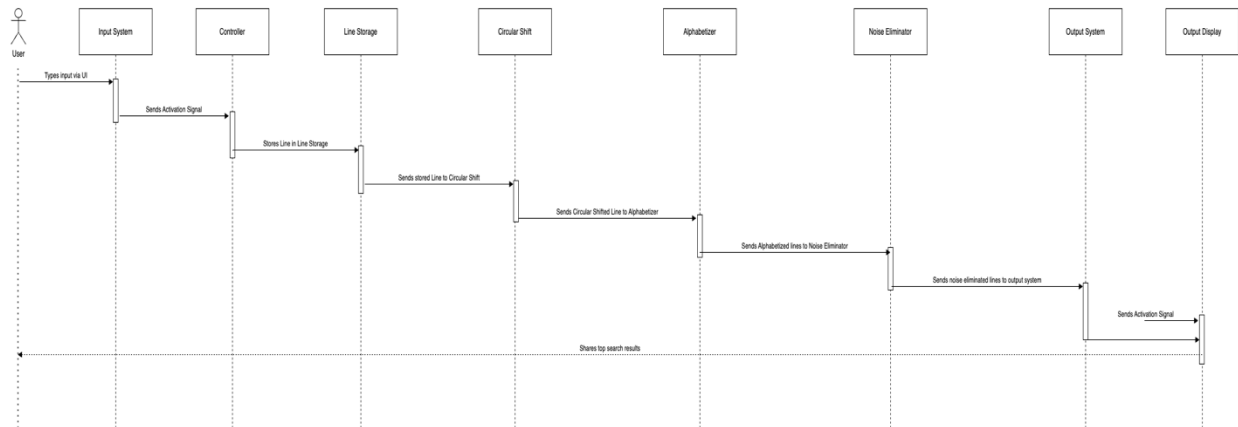 Input System
Controller
Line Storage
Circular Shift
Alphabetizer
Noise Eliminator
Output System
Output Display
User
Types input via UI
Sends Activation Signal
Stores Line in Line Storage
Sends stored Line to Circular Shift
Sends Circular Shifted Line to Alphabetizer
Sends Alphabetized lines to Noise Eliminator
Sends noise eliminated lines to output system
Sends Activation Signal
Shares top search results